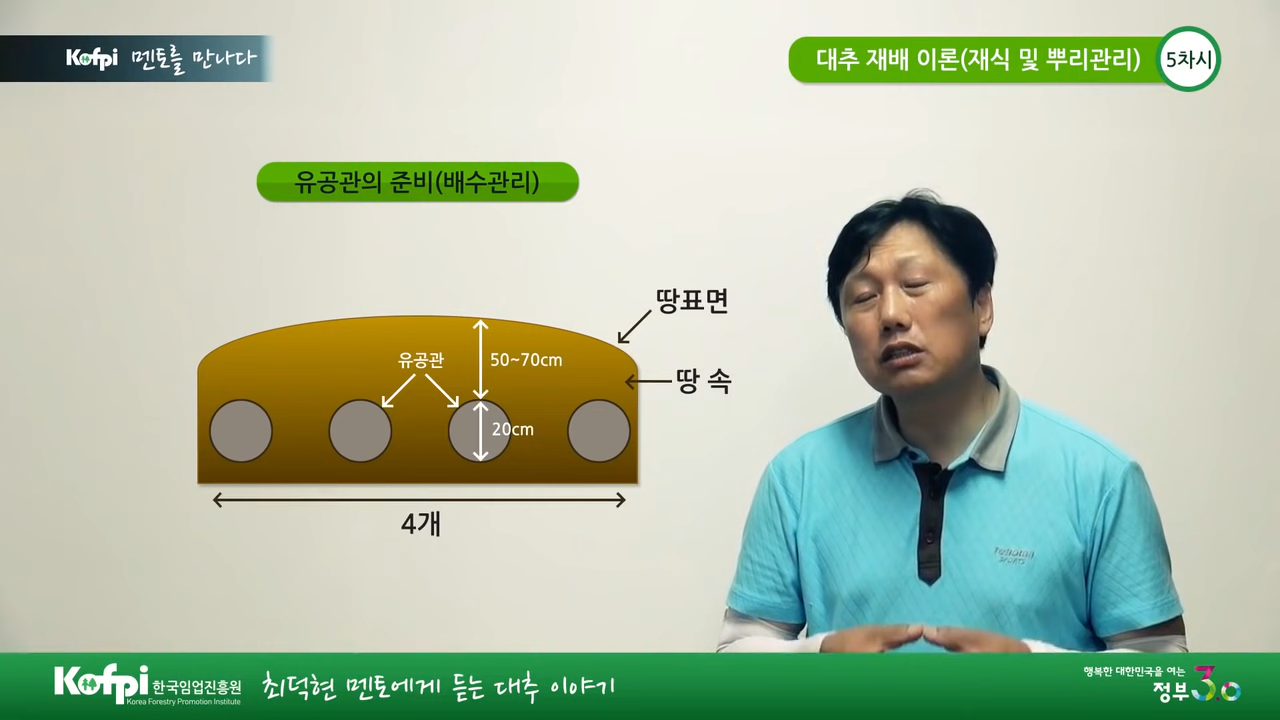 Kofpi 멘토를 만나다
대추 재배 이론(재식 및 뿌리관리)
5차시
유공관의 준비(배수관리)
땅표면
유공관
50~70cm
땅 속
20cm
4개
Kofpi 한국임업진흥원
Korea Forestry Promotion Institute
최덕현 멘토에게 듣는 대추 이야기
행복한 대한민국을 여는
정부3.0